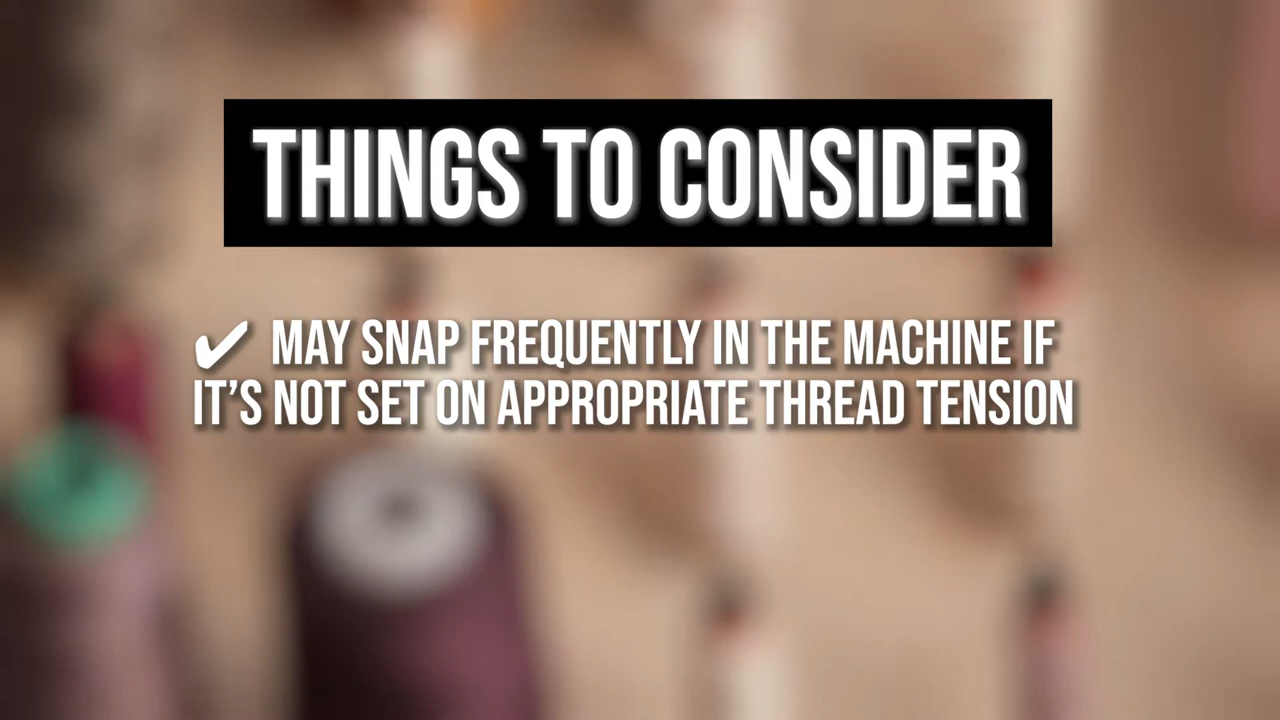 THINGS TO CONSIDER
✔ MAY SNAP FREQUENTLY IN THE MACHINE IF
IT’S NOT SET ON APPROPRIATE THREAD TENSION